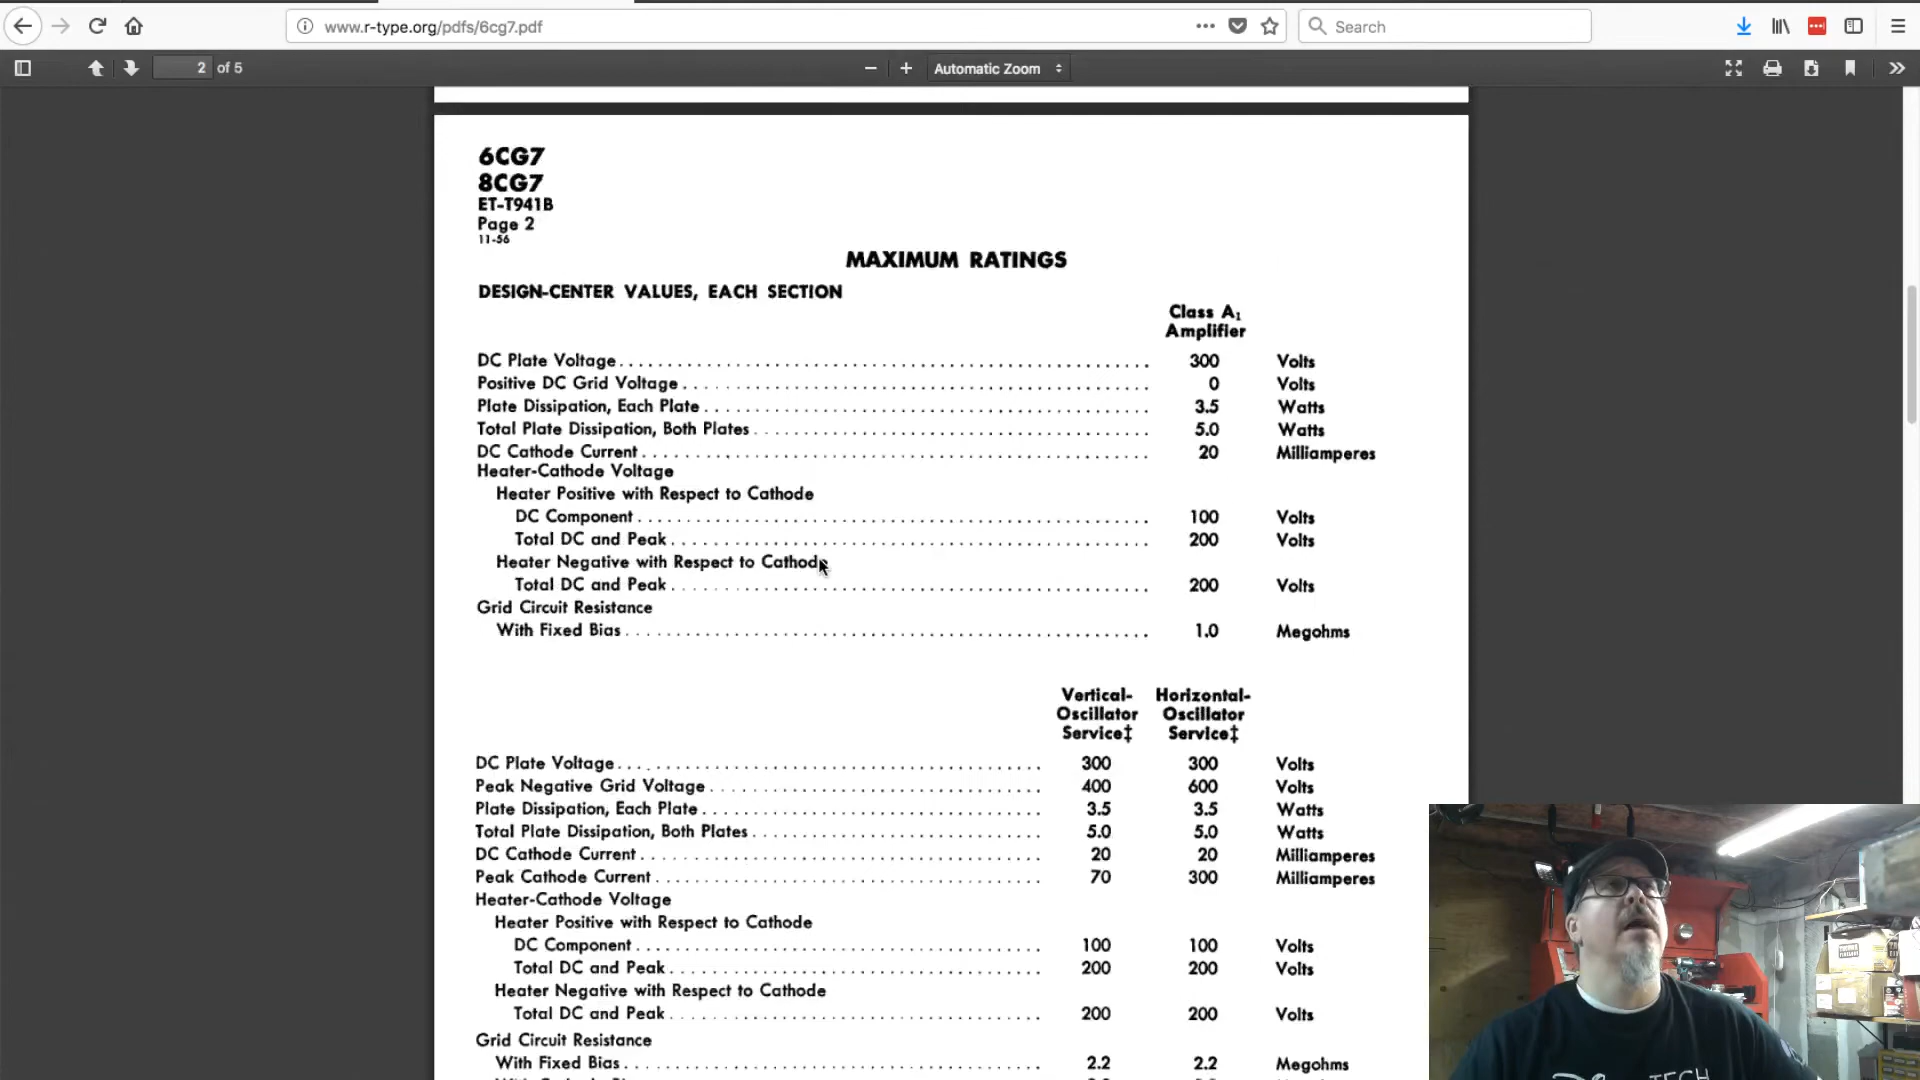 www.r-type.org/pdfs/6cg7.pdf
Search
2 of 5
Automatic Zoom
6CG7
8CG7
ET-T941B
Page 2
11-56
MAXIMUM RATINGS
DESIGN-CENTER VALUES, EACH SECTION
Class A₁
Amplifier
DC Plate Voltage 300 Volts
Positive DC Grid Voltage 0 Volts
Plate Dissipation, Each Plate 3.5 Watts
Total Plate Dissipation, Both Plates 5.0 Watts
DC Cathode Current 20 Milliamperes
Heater-Cathode Voltage
Heater Positive with Respect to Cathode
DC Component 100 Volts
Total DC and Peak 200 Volts
Heater Negative with Respect to Cathode
Total DC and Peak 200 Volts
Grid Circuit Resistance
With Fixed Bias 1.0 Megohms
Vertical- Horizontal-
Oscillator Oscillator
Service‡ Service‡
DC Plate Voltage 300 300 Volts
Peak Negative Grid Voltage 400 600 Volts
Plate Dissipation, Each Plate 3.5 3.5 Watts
Total Plate Dissipation, Both Plates 5.0 5.0 Watts
DC Cathode Current 20 20 Milliamperes
Peak Cathode Current 70 300 Milliamperes
Heater-Cathode Voltage
Heater Positive with Respect to Cathode
DC Component 100 100 Volts
Total DC and Peak 200 200 Volts
Heater Negative with Respect to Cathode
Total DC and Peak 200 200 Volts
Grid Circuit Resistance
With Fixed Bias 2.2 2.2 Megohms
TECH